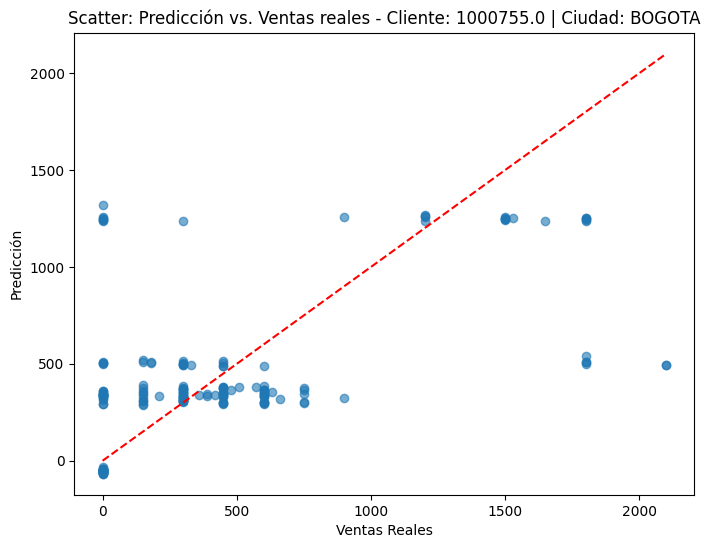 Scatter: Predicción vs. Ventas reales - Cliente: 1000755.0 | Ciudad: BOGOTA
2000
1500
1000
500
0
Predicción
0 500 1000 1500 2000
Ventas Reales